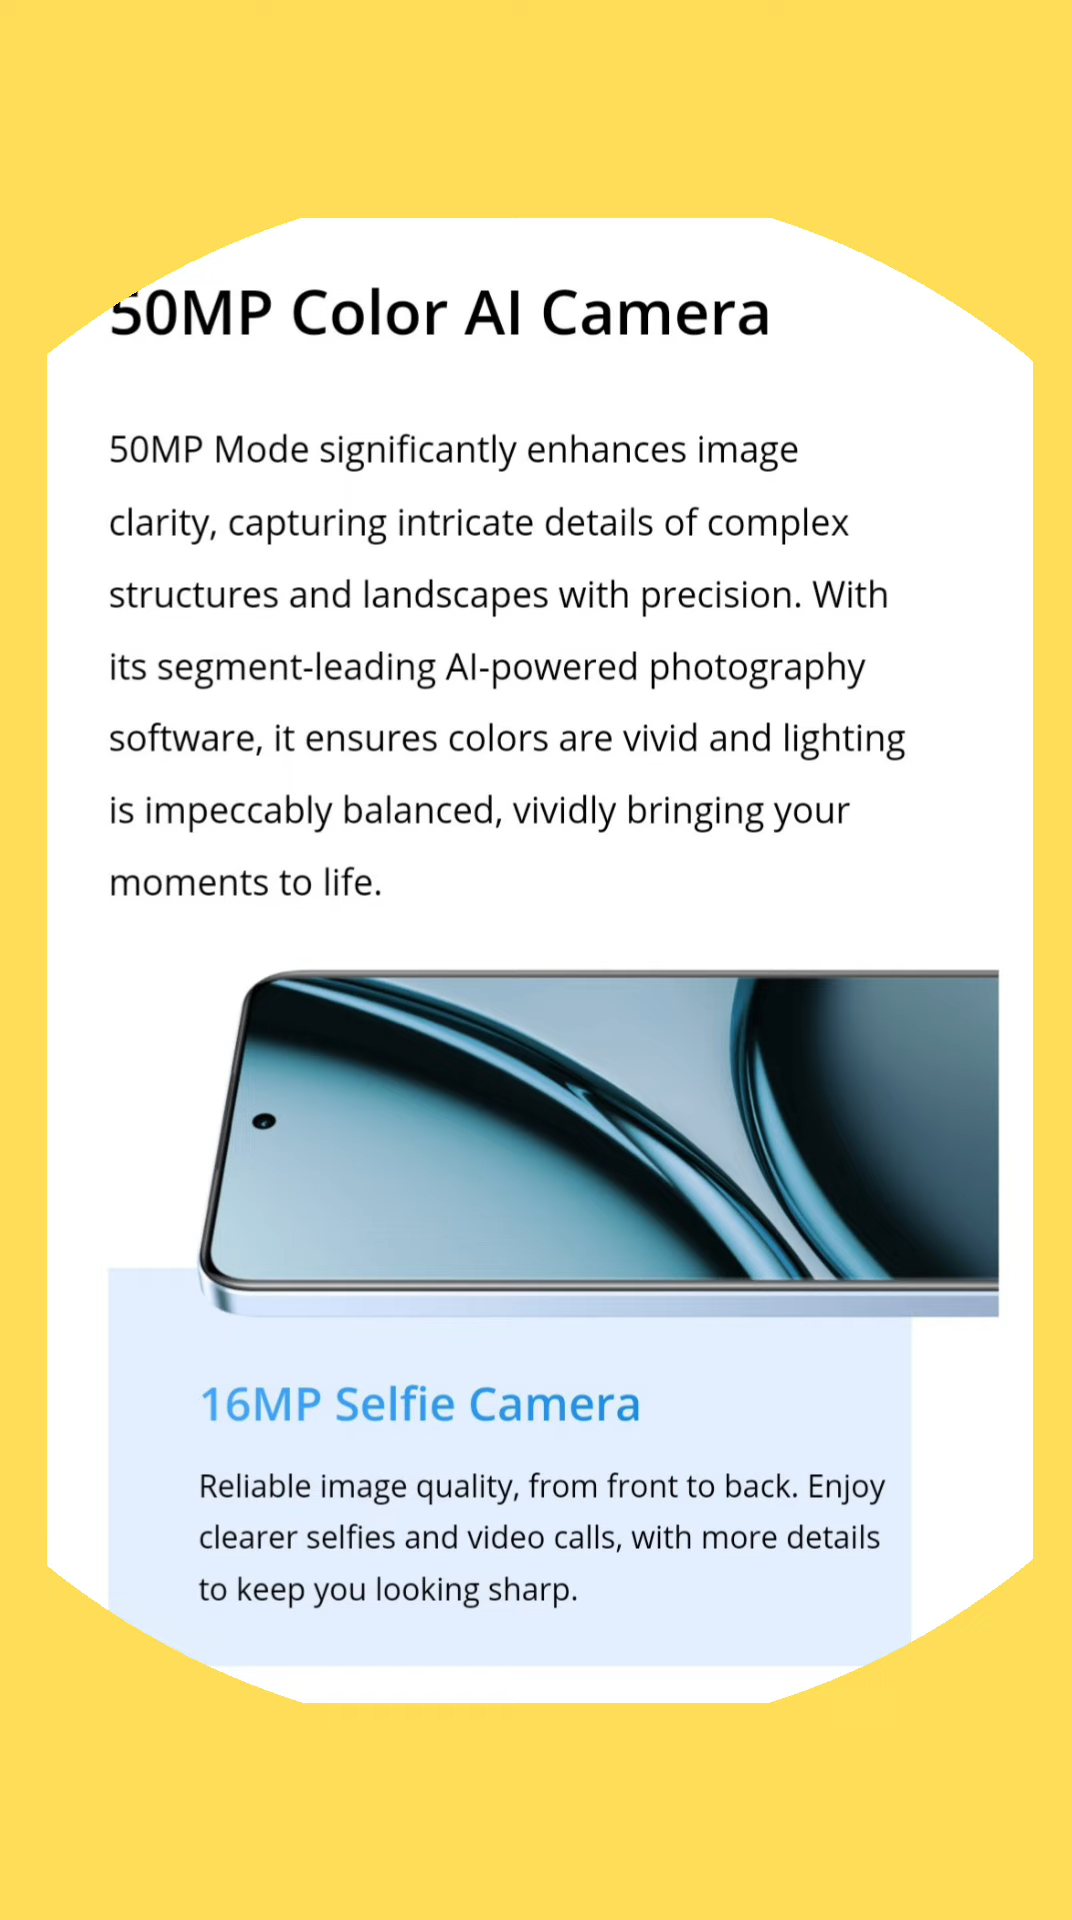 50MP Color AI Camera
50MP Mode significantly enhances image
clarity, capturing intricate details of complex
structures and landscapes with precision. With
its segment-leading AI-powered photography
software, it ensures colors are vivid and lighting
is impeccably balanced, vividly bringing your
moments to life.
16MP Selfie Camera
Reliable image quality, from front to back. Enjoy
clearer selfies and video calls, with more details
to keep you looking sharp.